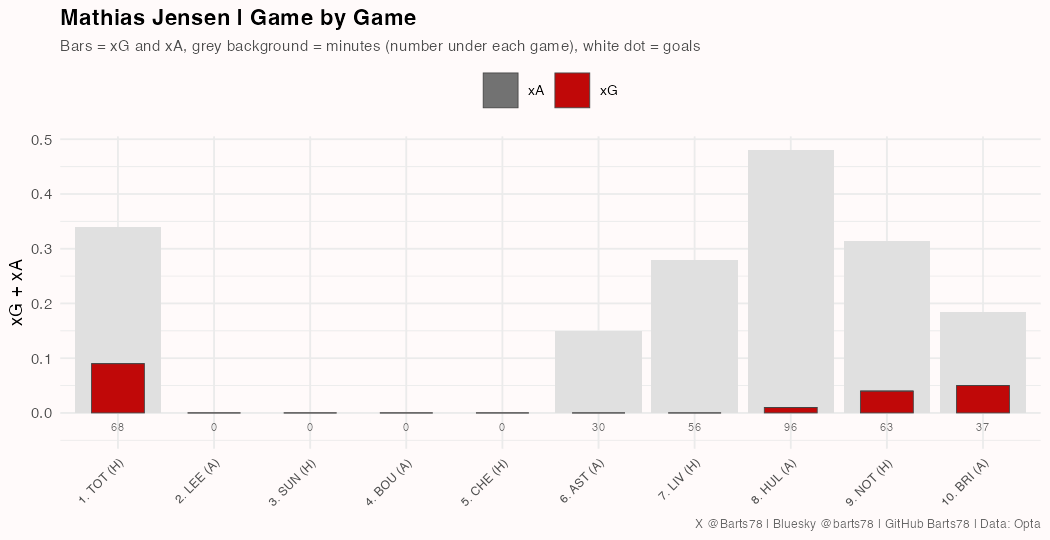 Mathias Jensen | Game by Game
Bars = xG and xA, grey background = minutes (number under each game), white dot = goals
xA xG
xG + xA
0.5
0.4
0.3
0.2
0.1
0.0
68 0 0 0 0 30 56 96 63 37
1. TOT (H) 2. LEE (A) 3. SUN (H) 4. BOU (A) 5. CHE (H) 6. AST (A) 7. LIV (H) 8. HUL (A) 9. NOT (H) 10. BRI (A)
X @Barts78 | Bluesky @barts78 | GitHub Barts78 | Data: Opta